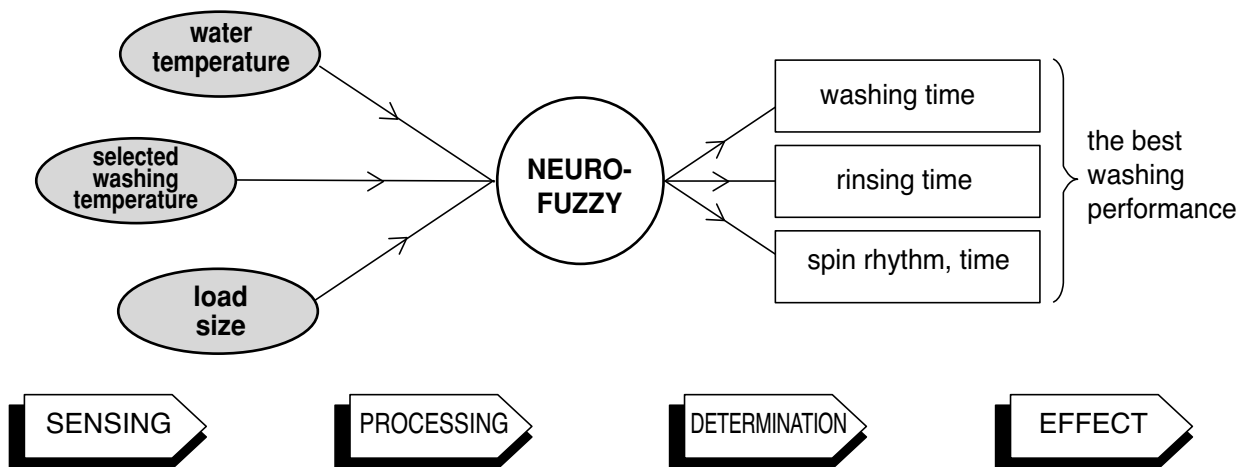 water
temperature
selected
washing
temperature
load
size
NEURO-
FUZZY
washing time
rinsing time
spin rhythm, time
the best
washing
performance
SENSING
PROCESSING
DETERMINATION
EFFECT